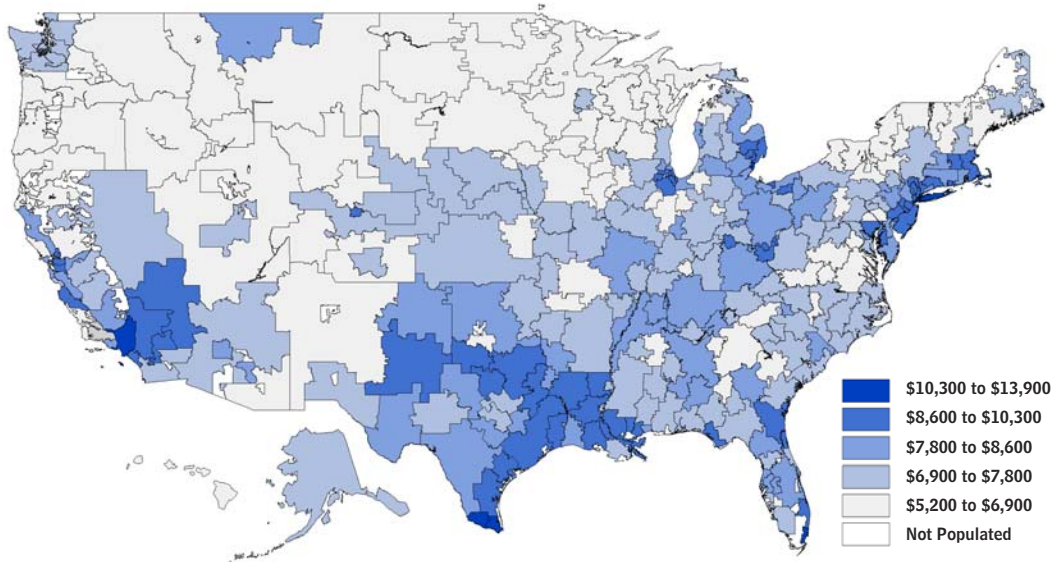 $10,300 to $13,900
$8,600 to $10,300
$7,800 to $8,600
$6,900 to $7,800
$5,200 to $6,900
Not Populated